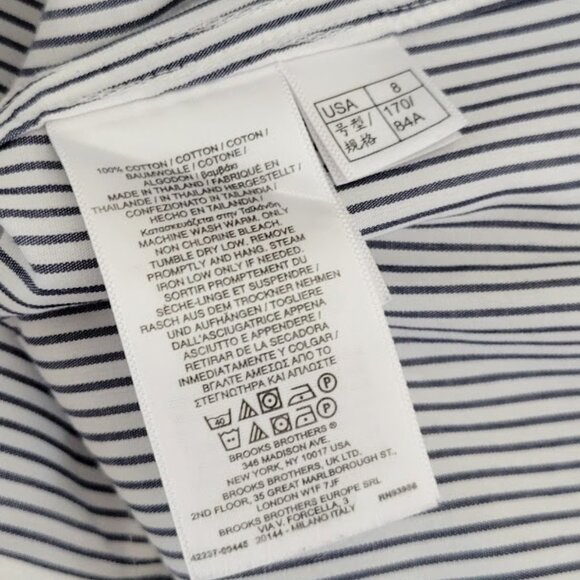 100% COTTON / COTTON / COTON /
BAUMWOLLE / COTONE /
ALGODON / βαμβάκι
MADE IN THAILAND / FABRIQUÉ EN
THAÏLANDE / IN THAILAND HERGESTELLT /
CONFEZIONATO IN TAILANDIA /
HECHO EN TAILANDIA /
Κατασκευάζεται στην Ταϊλάνδη
MACHINE WASH WARM. ONLY
NON CHLORINE BLEACH.
TUMBLE DRY LOW. REMOVE
PROMPTLY AND HANG. STEAM
IRON LOW ONLY IF NEEDED.
SORTIR PROMPTEMENT DU
SÈCHE-LINGE ET SUSPENDRE /
RASCH AUS DEM TROCKNER NEHMEN
UND AUFHÄNGEN / TOGLIERE
DALL'ASCIUGATRICE APPENA
ASCIUTTO E APPENDERE /
RETIRAR DE LA SECADORA
INMEDIATAMENTE Y COLGAR /
ΒΓΑΛΤΕ ΑΜΕΣΩΣ ΑΠΟ ΤΟ
ΣΤΕΓΝΩΤΗΡΑ ΚΑΙ ΑΠΛΩΣΤΕ
40
BROOKS BROTHERS ®
346 MADISON AVE.
NEW YORK, NY 10017 USA
BROOKS BROTHERS, UK LTD.
2ND FLOOR, 35 GREAT MARLBOROUGH ST.,
LONDON W1F 7JF
BROOKS BROTHERS EUROPE SRL
VIA V. FORCELLA, 3
20144 - MILANO ITALY
42237-09445
USA 8
号型/ 170/
規格 84A